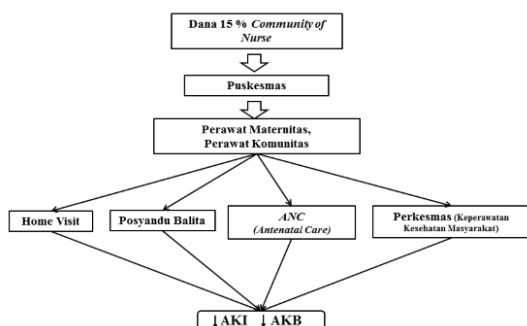 Dana 15 % Community of
Nurse
Puskesmas
Perawat Maternitas,
Perawat Komunitas
Home Visit
Posyandu Balita
ANC
(Antenatal Care)
Perkesmas (Keperawatan
Kesehatan Masyarakat)
↓ AKI ↓ AKB